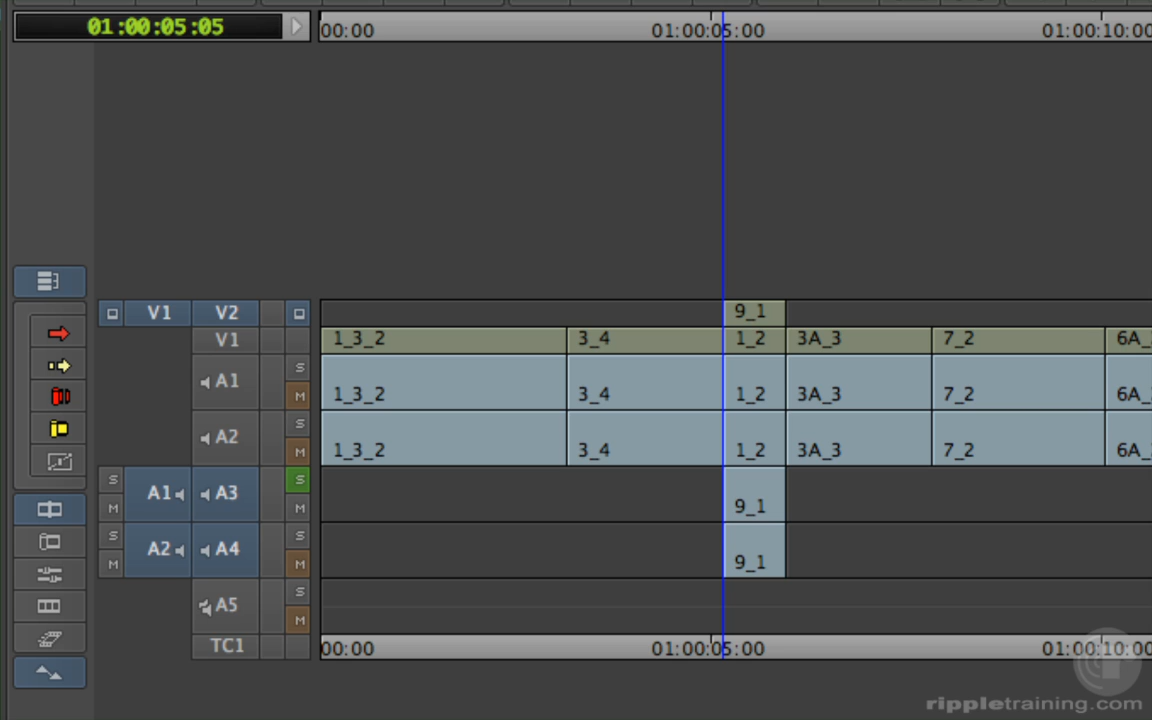 01:00:05:05
00:00 01:00:05:00 01:00:10:00
V1 V2 9_1
V1 1_3_2 3_4 1_2 3A_3 7_2 6A_
S
A1 1_3_2 3_4 1_2 3A_3 7_2 6A_
M
S
A2 1_3_2 3_4 1_2 3A_3 7_2 6A_
M
S A1 A3 S
M M 9_1
S A2 A4 S
M M 9_1
S
A5
M
TC1 00:00 01:00:05:00 01:00:10:00
rippletraining.com